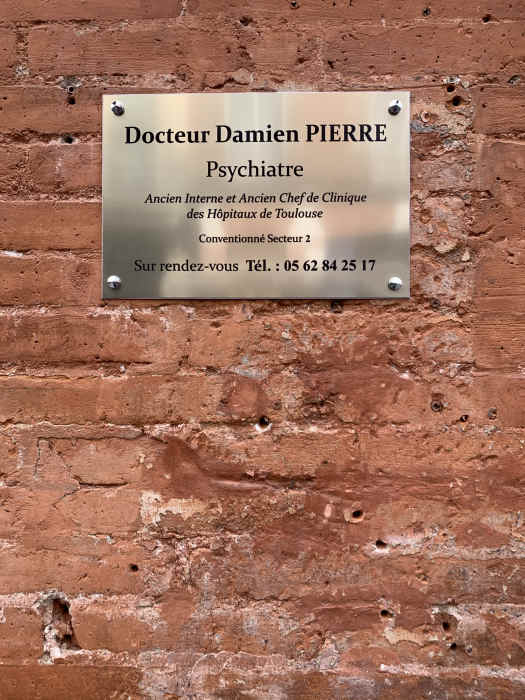 Docteur Damien PIERRE
Psychiatre
Ancien Interne et Ancien Chef de Clinique
des Hôpitaux de Toulouse
Conventionné Secteur 2
Sur rendez-vous Tél. : 05 62 84 25 17